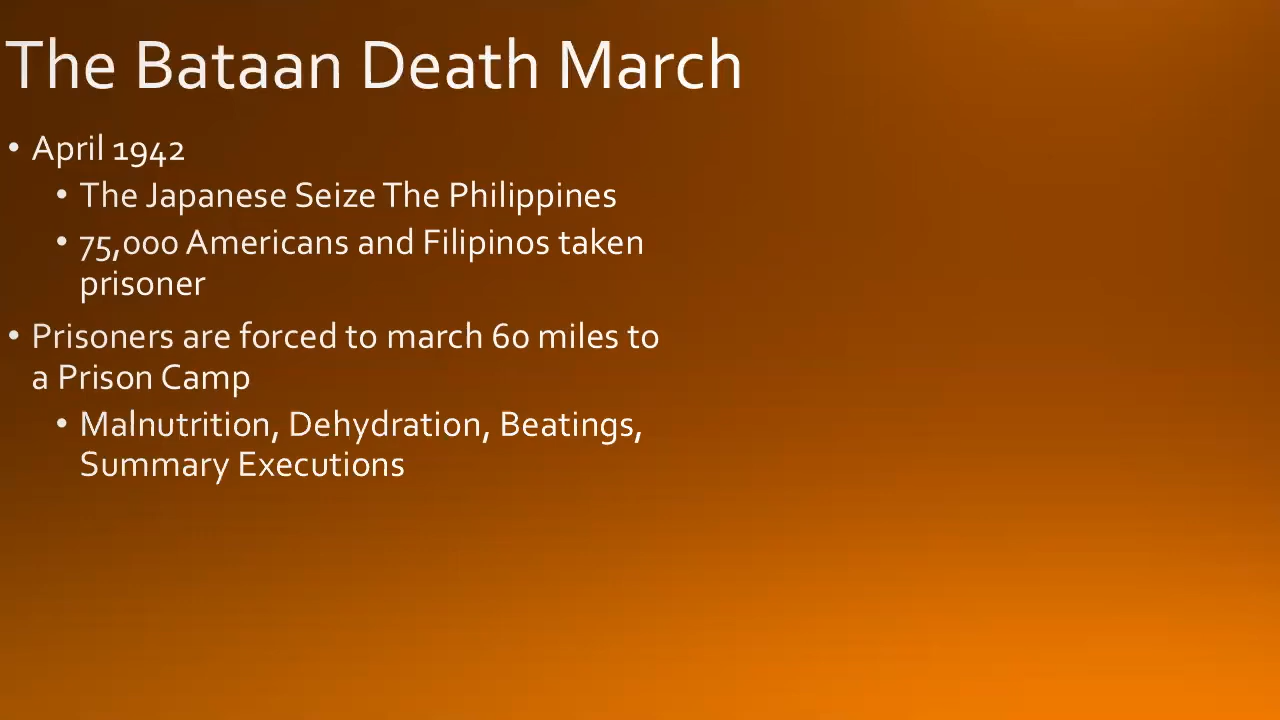 The Bataan Death March
• April 1942
• The Japanese Seize The Philippines
• 75,000 Americans and Filipinos taken
prisoner
• Prisoners are forced to march 60 miles to
a Prison Camp
• Malnutrition, Dehydration, Beatings,
Summary Executions